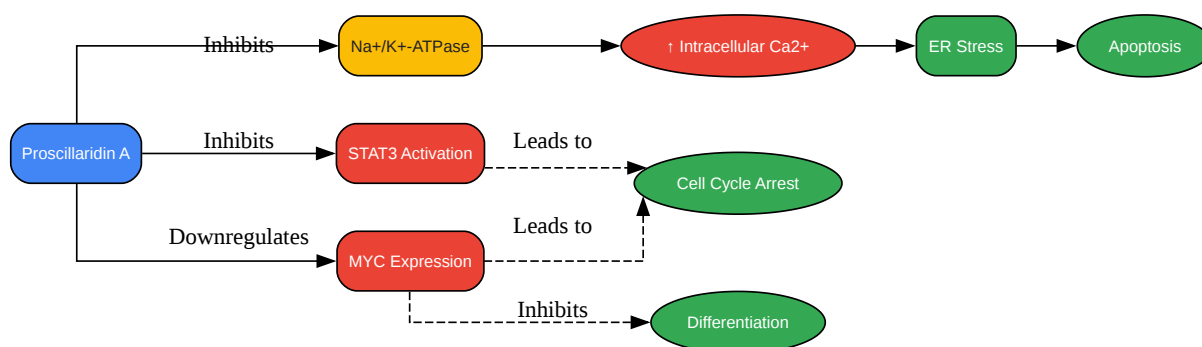 Inhibits
Na+/K+-ATPase
↑ Intracellular Ca2+
ER Stress
Apoptosis
Proscillaridin A
Inhibits
STAT3 Activation
Leads to
Cell Cycle Arrest
Downregulates
MYC Expression
Leads to
Inhibits
Differentiation